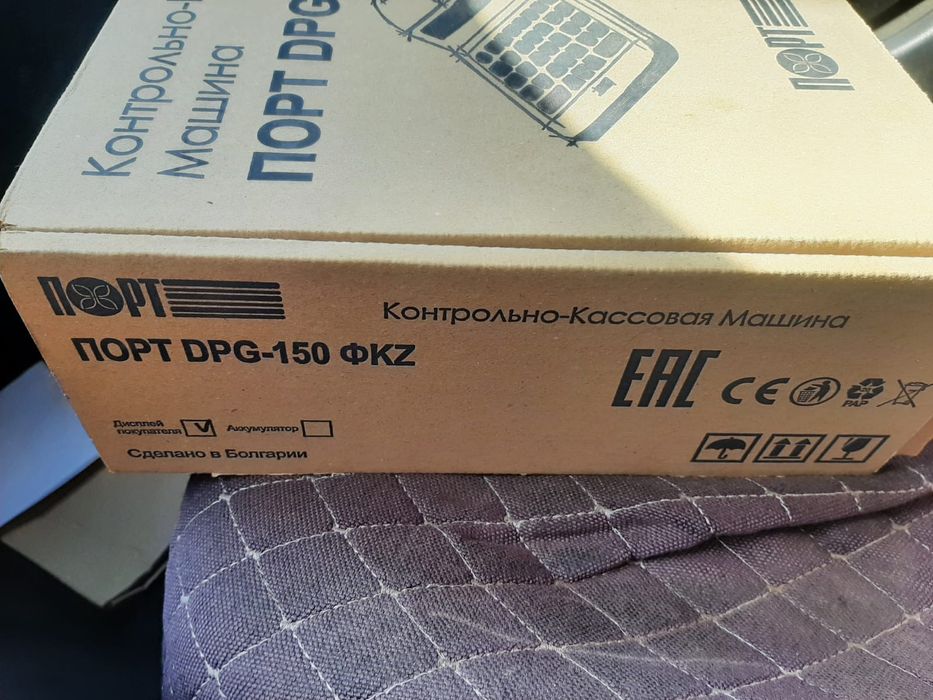 Контрольно-
Машина
ПОРТ DPG
ПОРТ
ПОРТ
Контрольно-Кассовая Машина
ПОРТ DPG-150 ФKZ
EAC CE
PAP
Дисплей
покупателя V Аккумулятор
Сделано в Болгарии